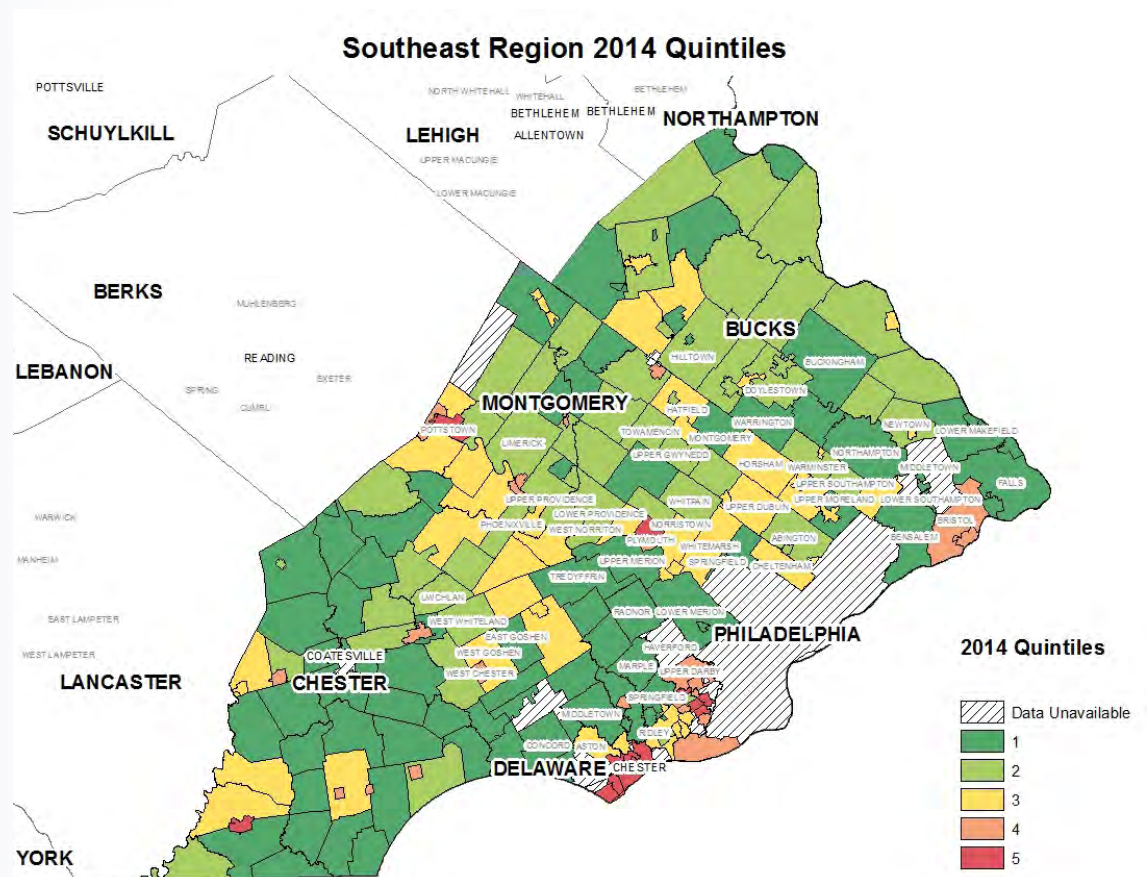 Southeast Region 2014 Quintiles
POTTSVILLE
SCHUYLKILL
NORTH WHITEHALL
WHITEHALL
BETHLEHEM
BETHLEHEM
BETHLEHEM
NORTHAMPTON
LEHIGH
ALLENTOWN
UPPER MACUNGIE
LOWER MACUNGIE
BERKS
MUHLENBERG
READING
LEBANON
SPRING
EXETER
CUMRU
BUCKS
HILLTOWN
BUCKINGHAM
DOYLESTOWN
MONTGOMERY
HATFIELD
POTTSTOWN
LIMERICK
TOWAMENCIN
MONTGOMERY
WARRINGTON
NEWTOWN
LOWER MAKEFIELD
UPPER GWYNEDD
HORSHAM
WARMINSTER
NORTHAMPTON
MIDDLETOWN
UPPER SOUTHAMPTON
FALLS
UPPER PROVIDENCE
WHITPAIN
UPPER DUBLIN
UPPER MORELAND
LOWER SOUTHAMPTON
LOWER PROVIDENCE
PHOENIXVILLE
WEST NORRITON
NORRISTOWN
BRISTOL
PLYMOUTH
WHITEMARSH
ABINGTON
BENSALEM
UPPER MERION
SPRINGFIELD
CHELTENHAM
TREDYFFRIN
WARWICK
MANHEIM
UWCHLAN
RADNOR
LOWER MERION
EAST LAMPETER
WEST WHITELAND
EAST GOSHEN
PHILADELPHIA
WEST LAMPETER
COATESVILLE
WEST GOSHEN
HAVERFORD
LANCASTER
CHESTER
WEST CHESTER
MARPLE
UPPER DARBY
SPRINGFIELD
MIDDLETOWN
RIDLEY
CONCORD
ASTON
DELAWARE
CHESTER
YORK
2014 Quintiles
Data Unavailable
1
2
3
4
5